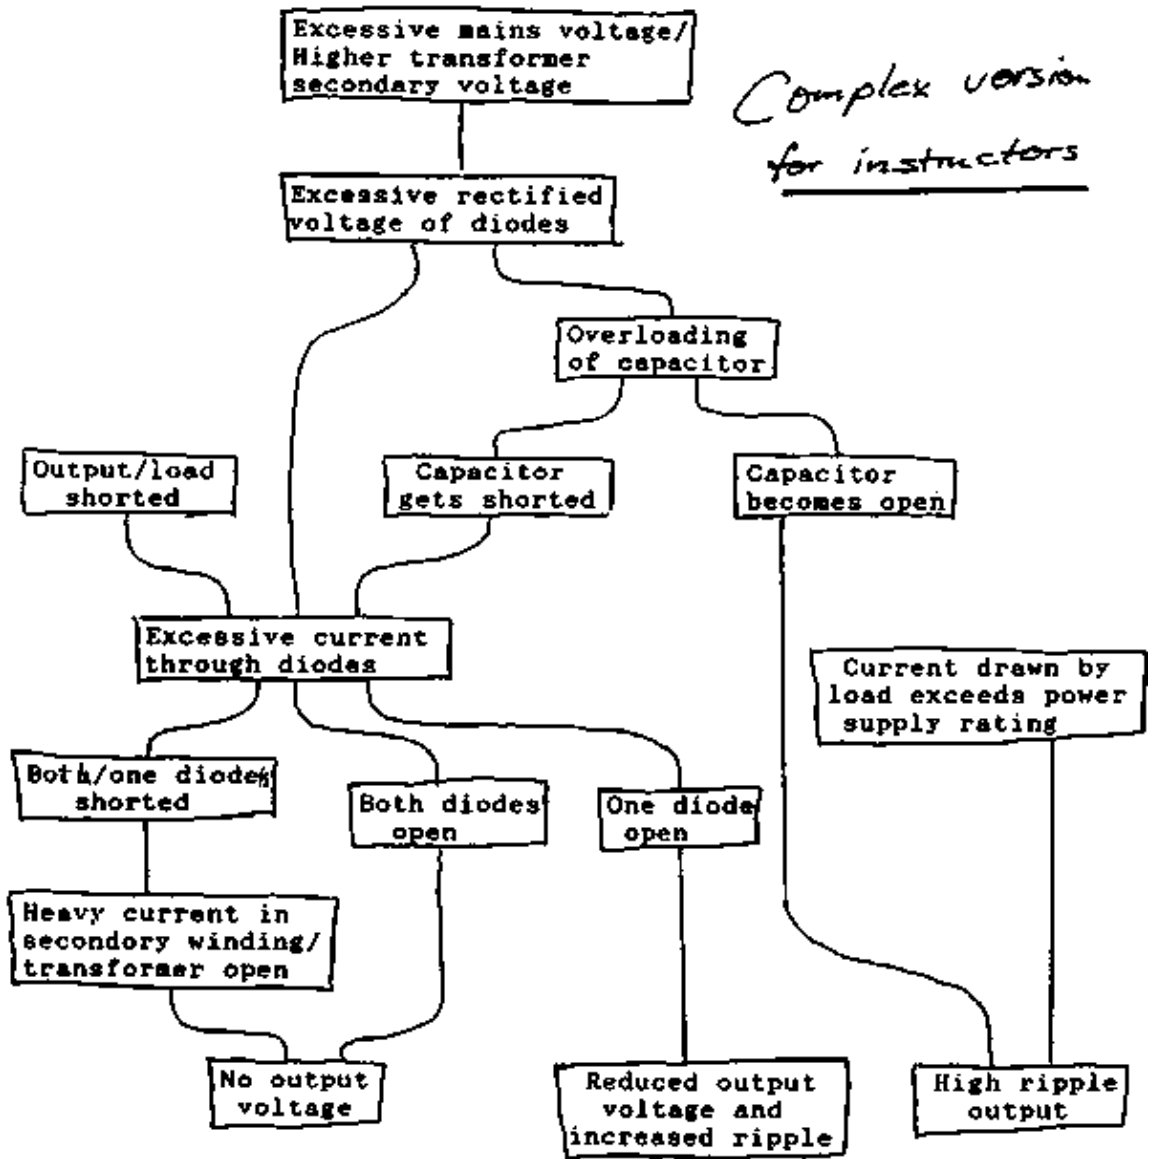 Excessive mains voltage/
Higher transformer
secondary voltage
Complex version
for instructors
Excessive rectified
voltage of diodes
Overloading
of capacitor
Output/load
shorted
Capacitor
gets shorted
Capacitor
becomes open
Excessive current
through diodes
Current drawn by
load exceeds power
supply rating
Both/one diodes
shorted
Both diodes
open
One diode
open
Heavy current in
secondory winding/
transformer open
No output
voltage
Reduced output
voltage and
increased ripple
High ripple
output